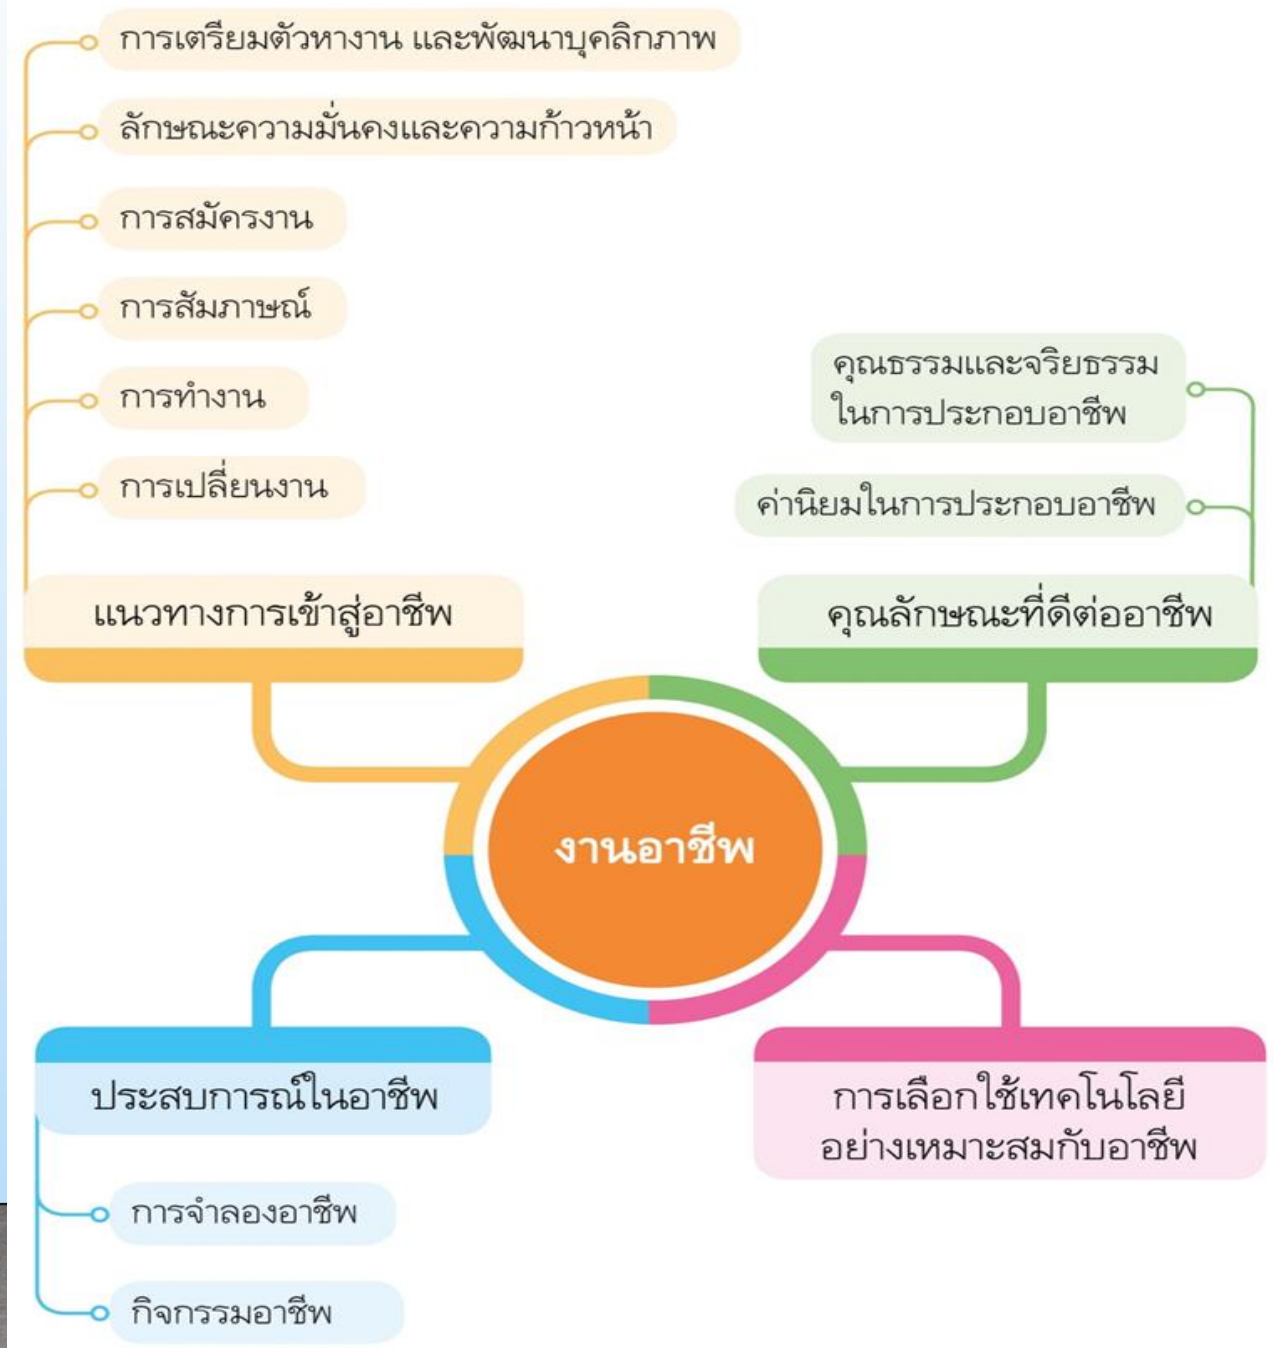 การเตรียมตัวหางาน และพัฒนาบุคลิกภาพ
ลักษณะความมั่นคงและความก้าวหน้า
การสมัครงาน
การสัมภาษณ์
การทำงาน
การเปลี่ยนงาน
แนวทางการเข้าสู่อาชีพ
คุณธรรมและจริยธรรม
ในการประกอบอาชีพ
ค่านิยมในการประกอบอาชีพ
คุณลักษณะที่ดีต่ออาชีพ
งานอาชีพ
ประสบการณ์ในอาชีพ
การจำลองอาชีพ
กิจกรรมอาชีพ
การเลือกใช้เทคโนโลยี
อย่างเหมาะสมกับอาชีพ